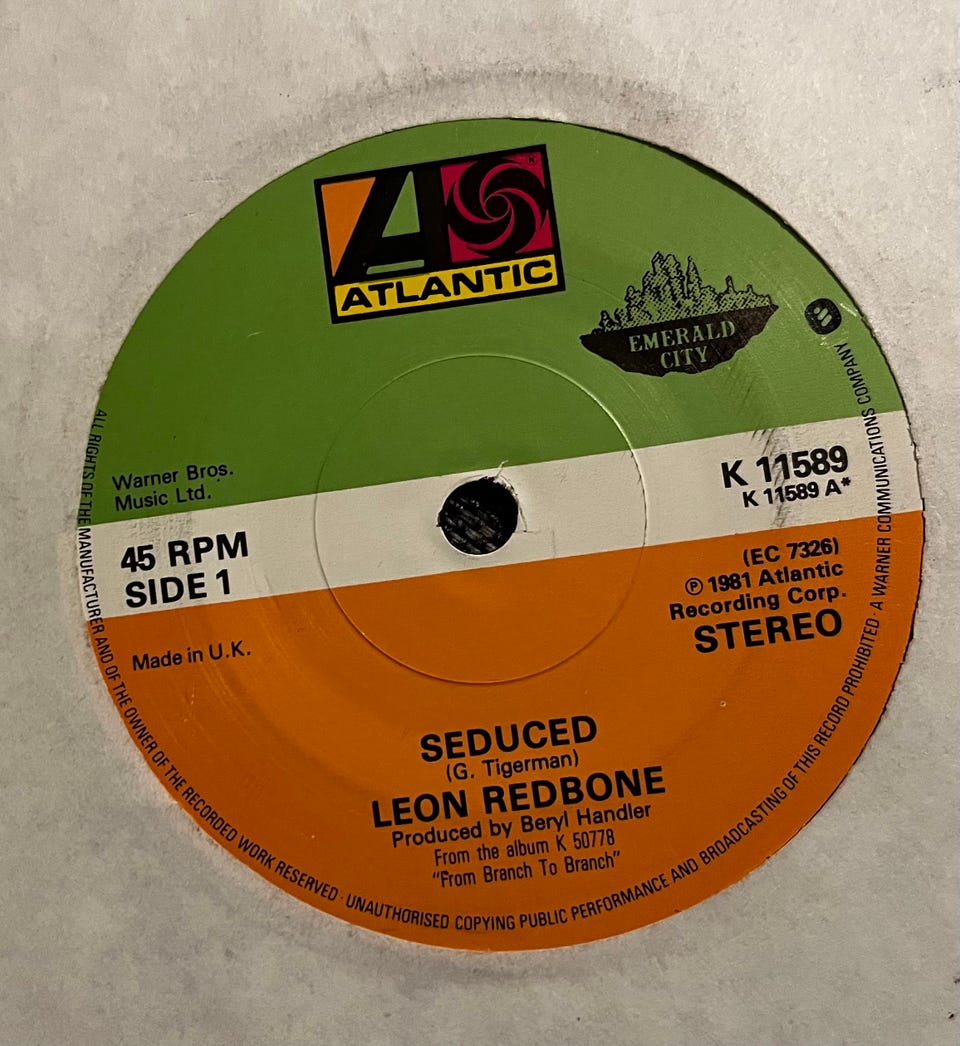 ATLANTIC
®
EMERALD
CITY
Warner Bros.
Music Ltd.
K 11589
K 11589 A*
45 RPM
SIDE 1
(EC 7326)
℗ 1981 Atlantic
Recording Corp.
STEREO
Made in U.K.
SEDUCED
(G. Tigerman)
LEON REDBONE
Produced by Beryl Handler
From the album K 50778
"From Branch To Branch"
ALL RIGHTS OF THE MANUFACTURER AND OF THE OWNER OF THE RECORDED WORK RESERVED · UNAUTHORISED COPYING PUBLIC PERFORMANCE AND BROADCASTING OF THIS RECORD PROHIBITED · A WARNER COMMUNICATIONS COMPANY